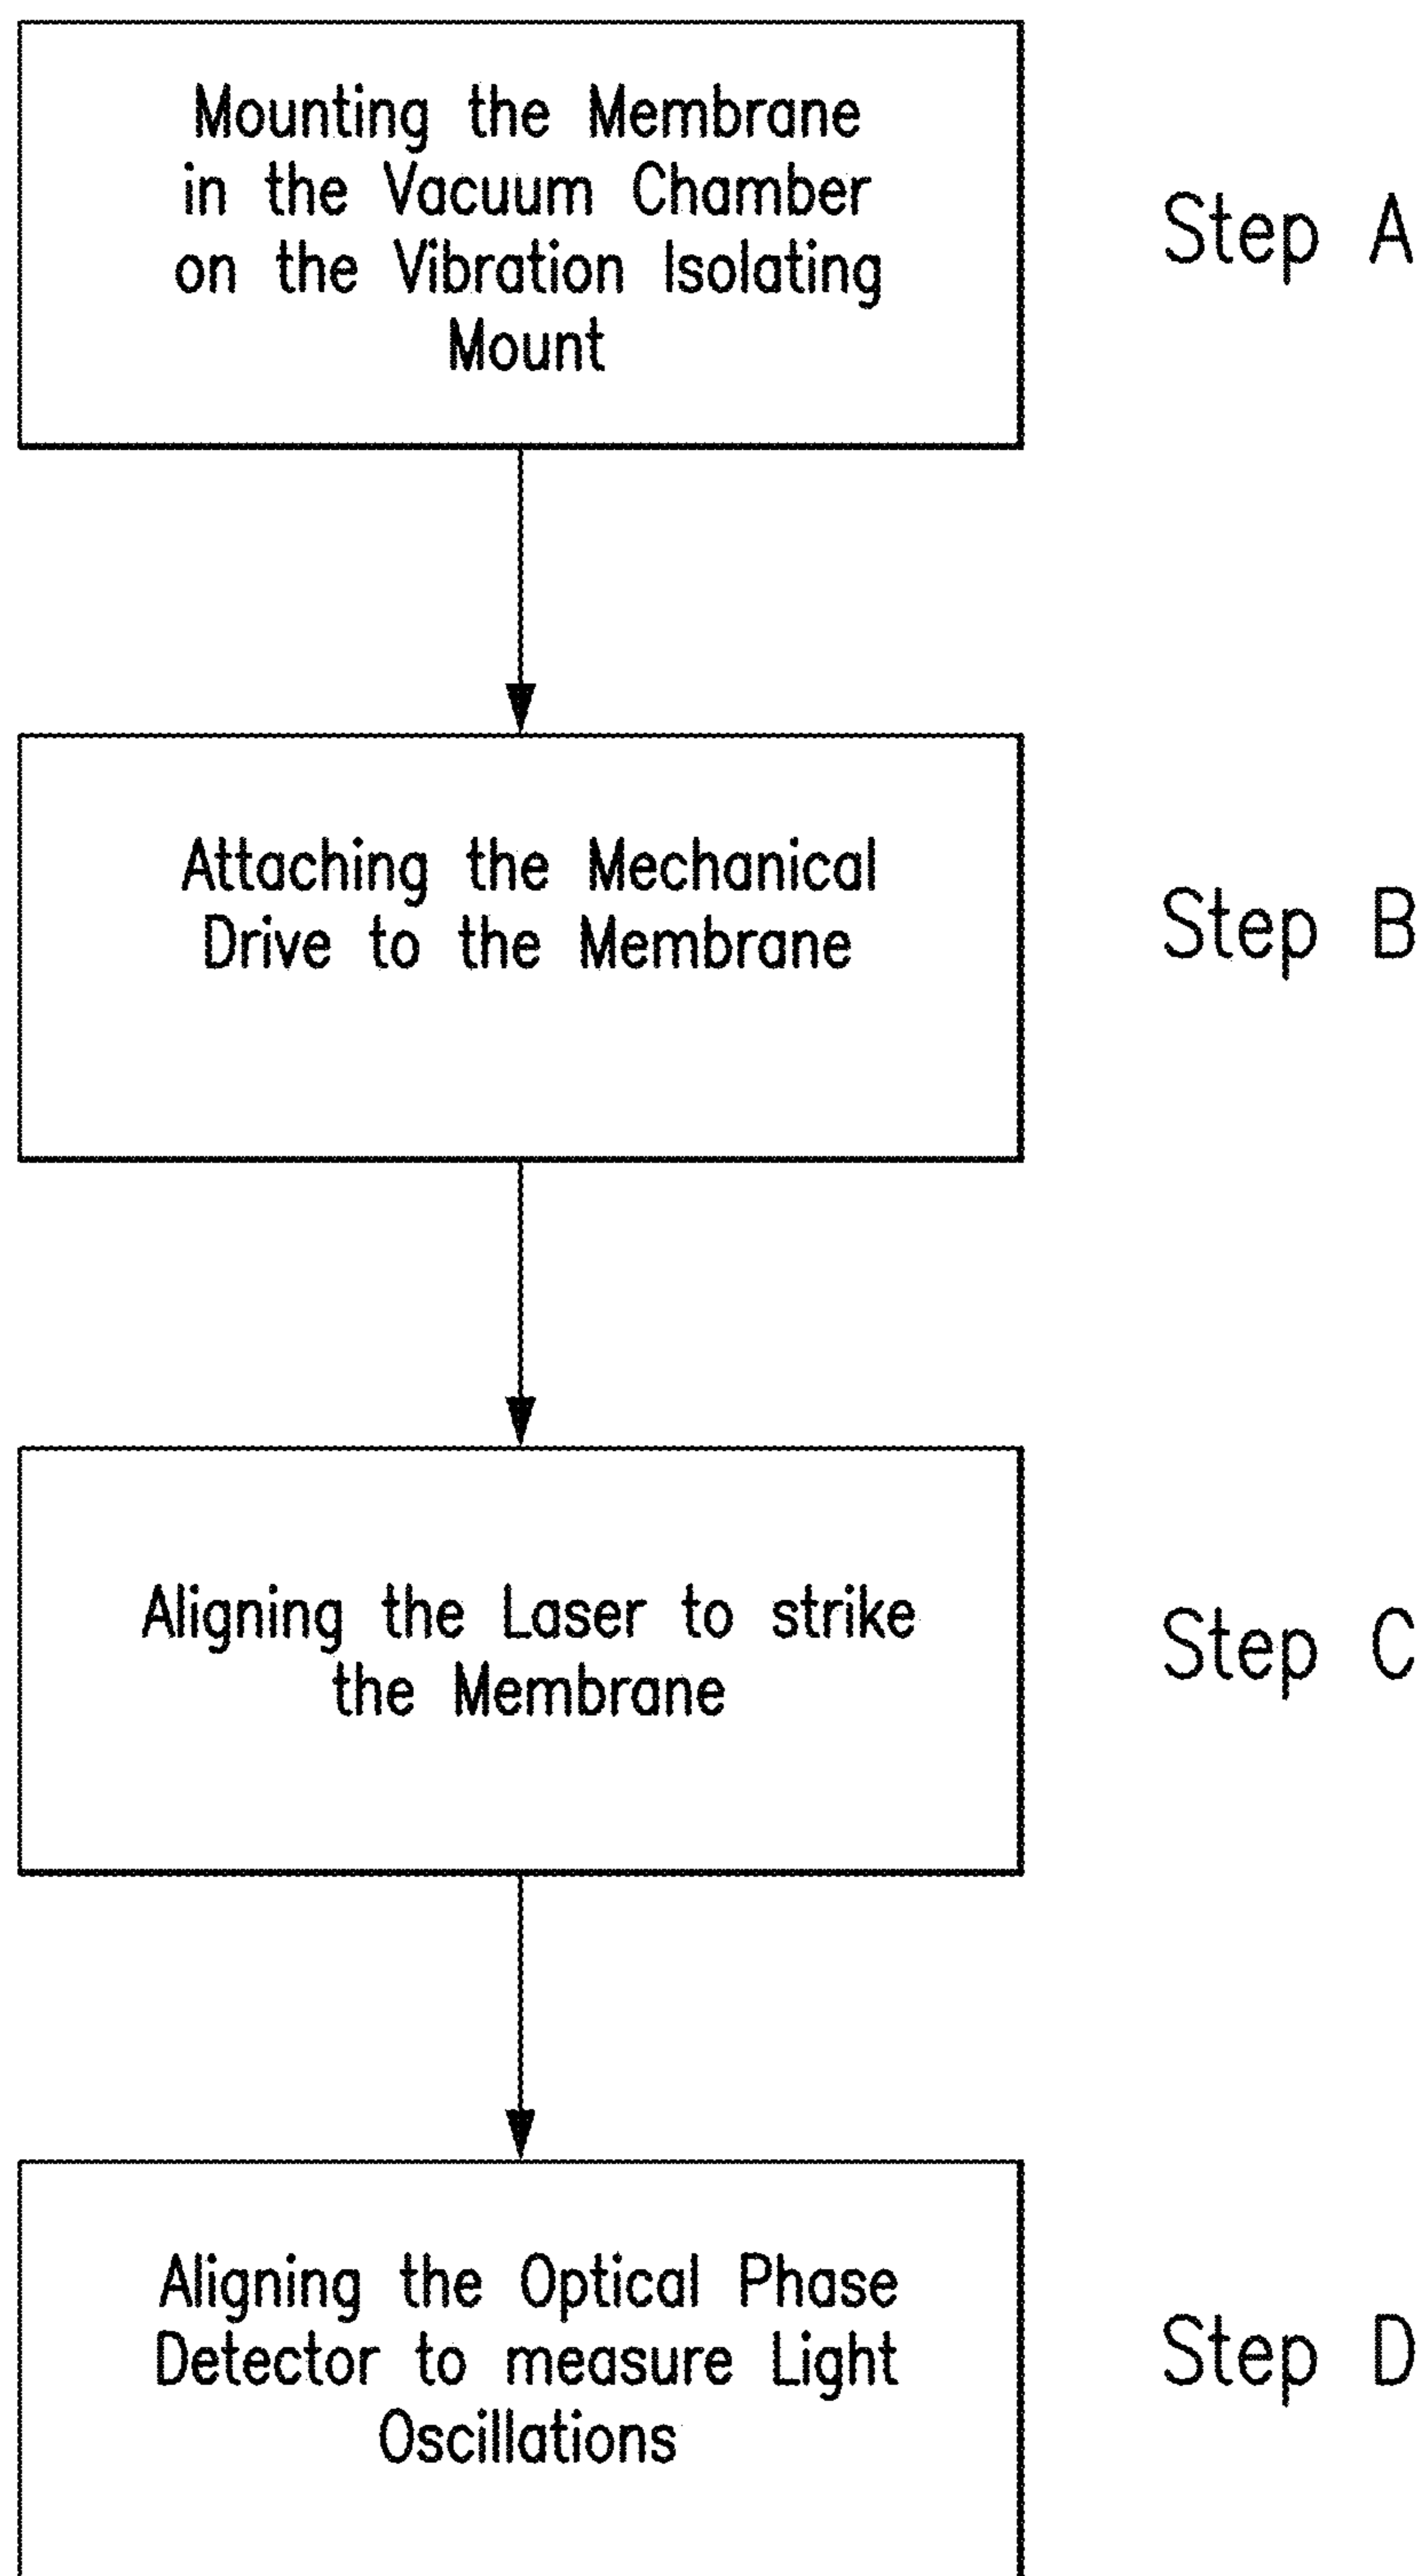 Mounting the Membrane
in the Vacuum Chamber
on the Vibration Isolating
Mount
Step A
Attaching the Mechanical
Drive to the Membrane
Step B
Aligning the Laser to strike
the Membrane
Step C
Aligning the Optical Phase
Detector to measure Light
Oscillations
Step D